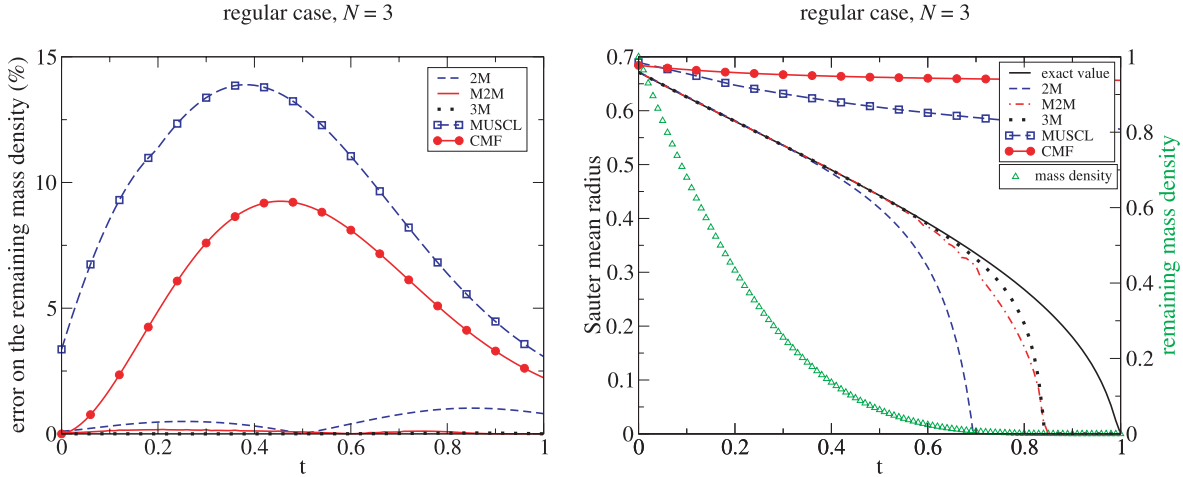 regular case, N = 3
error on the remaining mass density (%)
15
10
5
0
0
0.2
0.4
0.6
0.8
1
t
2M
M2M
3M
MUSCL
CMF
regular case, N = 3
Sauter mean radius
0.7
0.6
0.5
0.4
0.3
0.2
0.1
0
0
0.2
0.4
0.6
0.8
1
t
exact value
2M
M2M
3M
MUSCL
CMF
mass density
1
0.8
0.6
0.4
0.2
0
remaining mass density